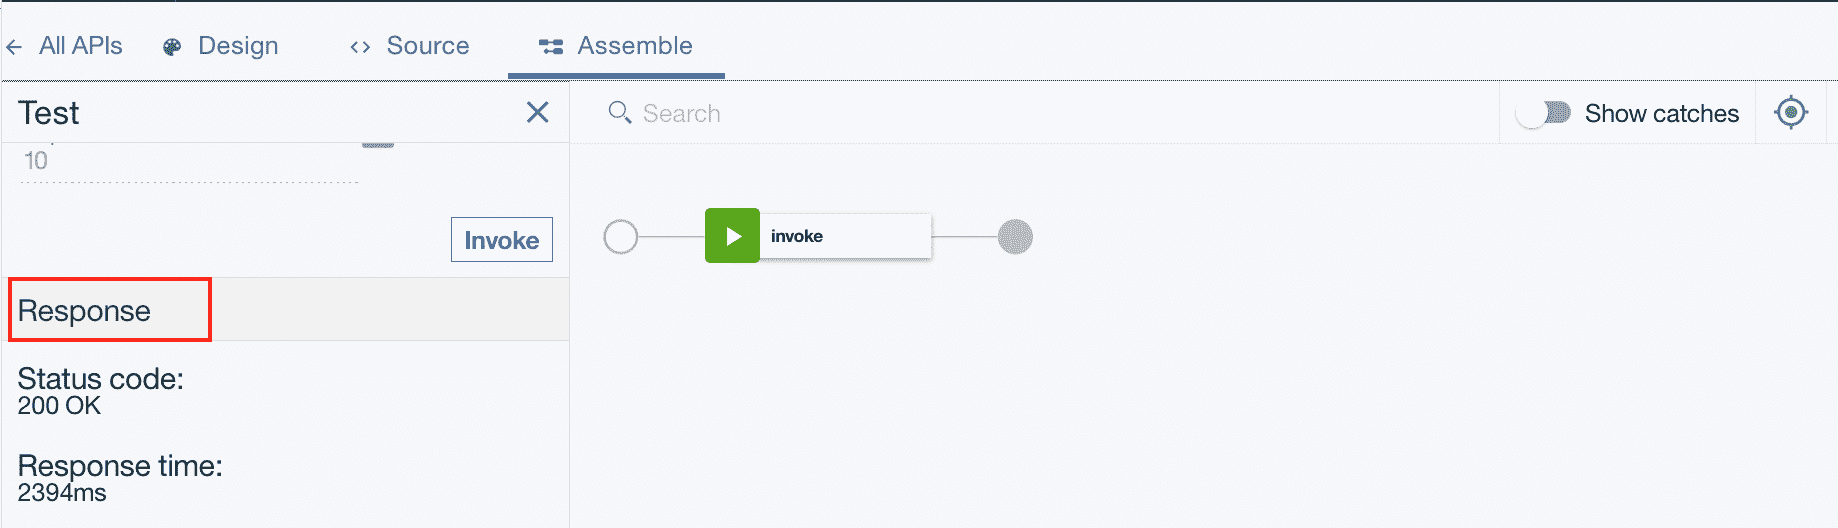 All APIs Design Source Assemble
Test
Search
Show catches
10
Invoke
invoke
Response
Status code:
200 OK
Response time:
2394ms